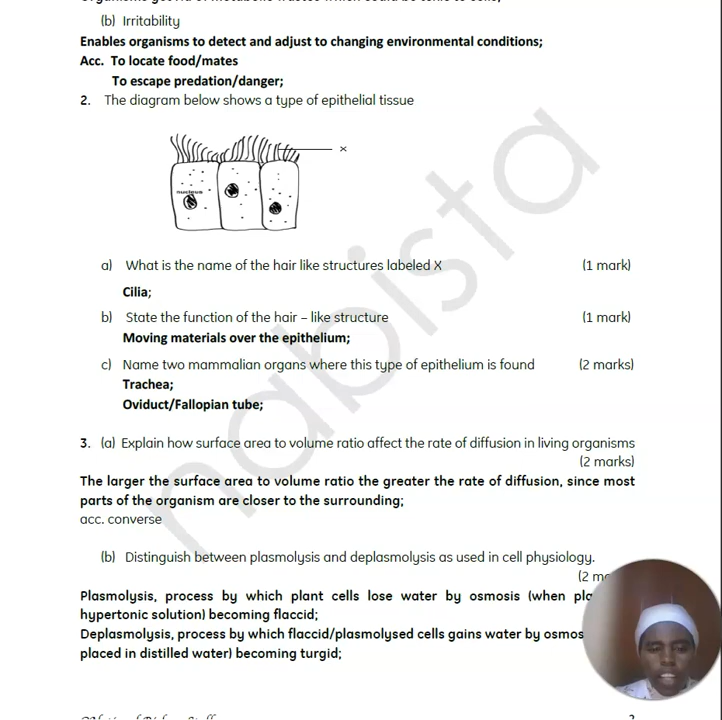 (b) Irritability
Enables organisms to detect and adjust to changing environmental conditions;
Acc. To locate food/mates
To escape predation/danger;
2. The diagram below shows a type of epithelial tissue
x
nucleus
a) What is the name of the hair like structures labeled X (1 mark)
Cilia;
b) State the function of the hair – like structure (1 mark)
Moving materials over the epithelium;
c) Name two mammalian organs where this type of epithelium is found (2 marks)
Trachea;
Oviduct/Fallopian tube;
3. (a) Explain how surface area to volume ratio affect the rate of diffusion in living organisms
(2 marks)
The larger the surface area to volume ratio the greater the rate of diffusion, since most
parts of the organism are closer to the surrounding;
acc. converse
(b) Distinguish between plasmolysis and deplasmolysis as used in cell physiology.
(2
Plasmolysis, process by which plant cells lose water by osmosis (when
hypertonic solution) becoming flaccid;
Deplasmolysis, process by which flaccid/plasmolysed cells gains water by
placed in distilled water) becoming turgid;
nabista